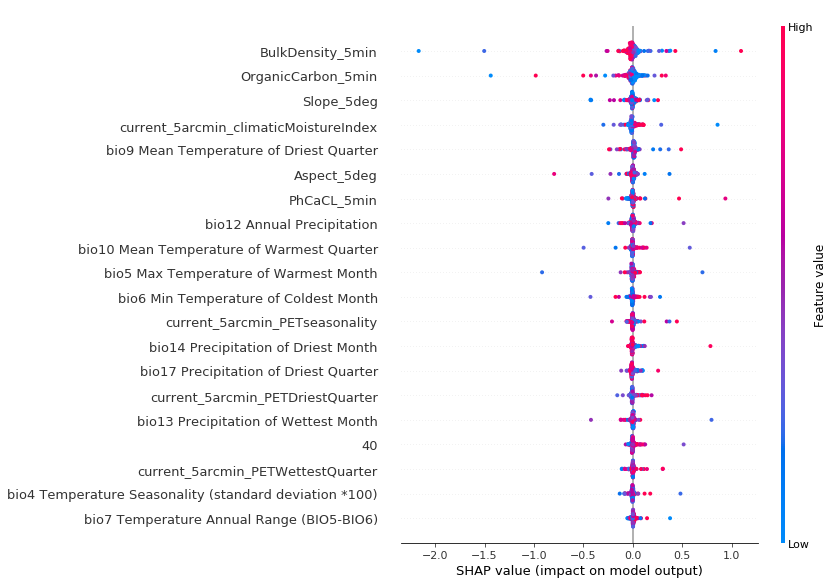 High
BulkDensity_5min
OrganicCarbon_5min
Slope_5deg
current_5arcmin_climaticMoistureIndex
bio9 Mean Temperature of Driest Quarter
Aspect_5deg
PhCaCL_5min
bio12 Annual Precipitation
bio10 Mean Temperature of Warmest Quarter
bio5 Max Temperature of Warmest Month
bio6 Min Temperature of Coldest Month
current_5arcmin_PETseasonality
bio14 Precipitation of Driest Month
bio17 Precipitation of Driest Quarter
current_5arcmin_PETDriestQuarter
bio13 Precipitation of Wettest Month
40
current_5arcmin_PETWettestQuarter
bio4 Temperature Seasonality (standard deviation *100)
bio7 Temperature Annual Range (BIO5-BIO6)
Low
Feature value
−2.0 −1.5 −1.0 −0.5 0.0 0.5 1.0
SHAP value (impact on model output)